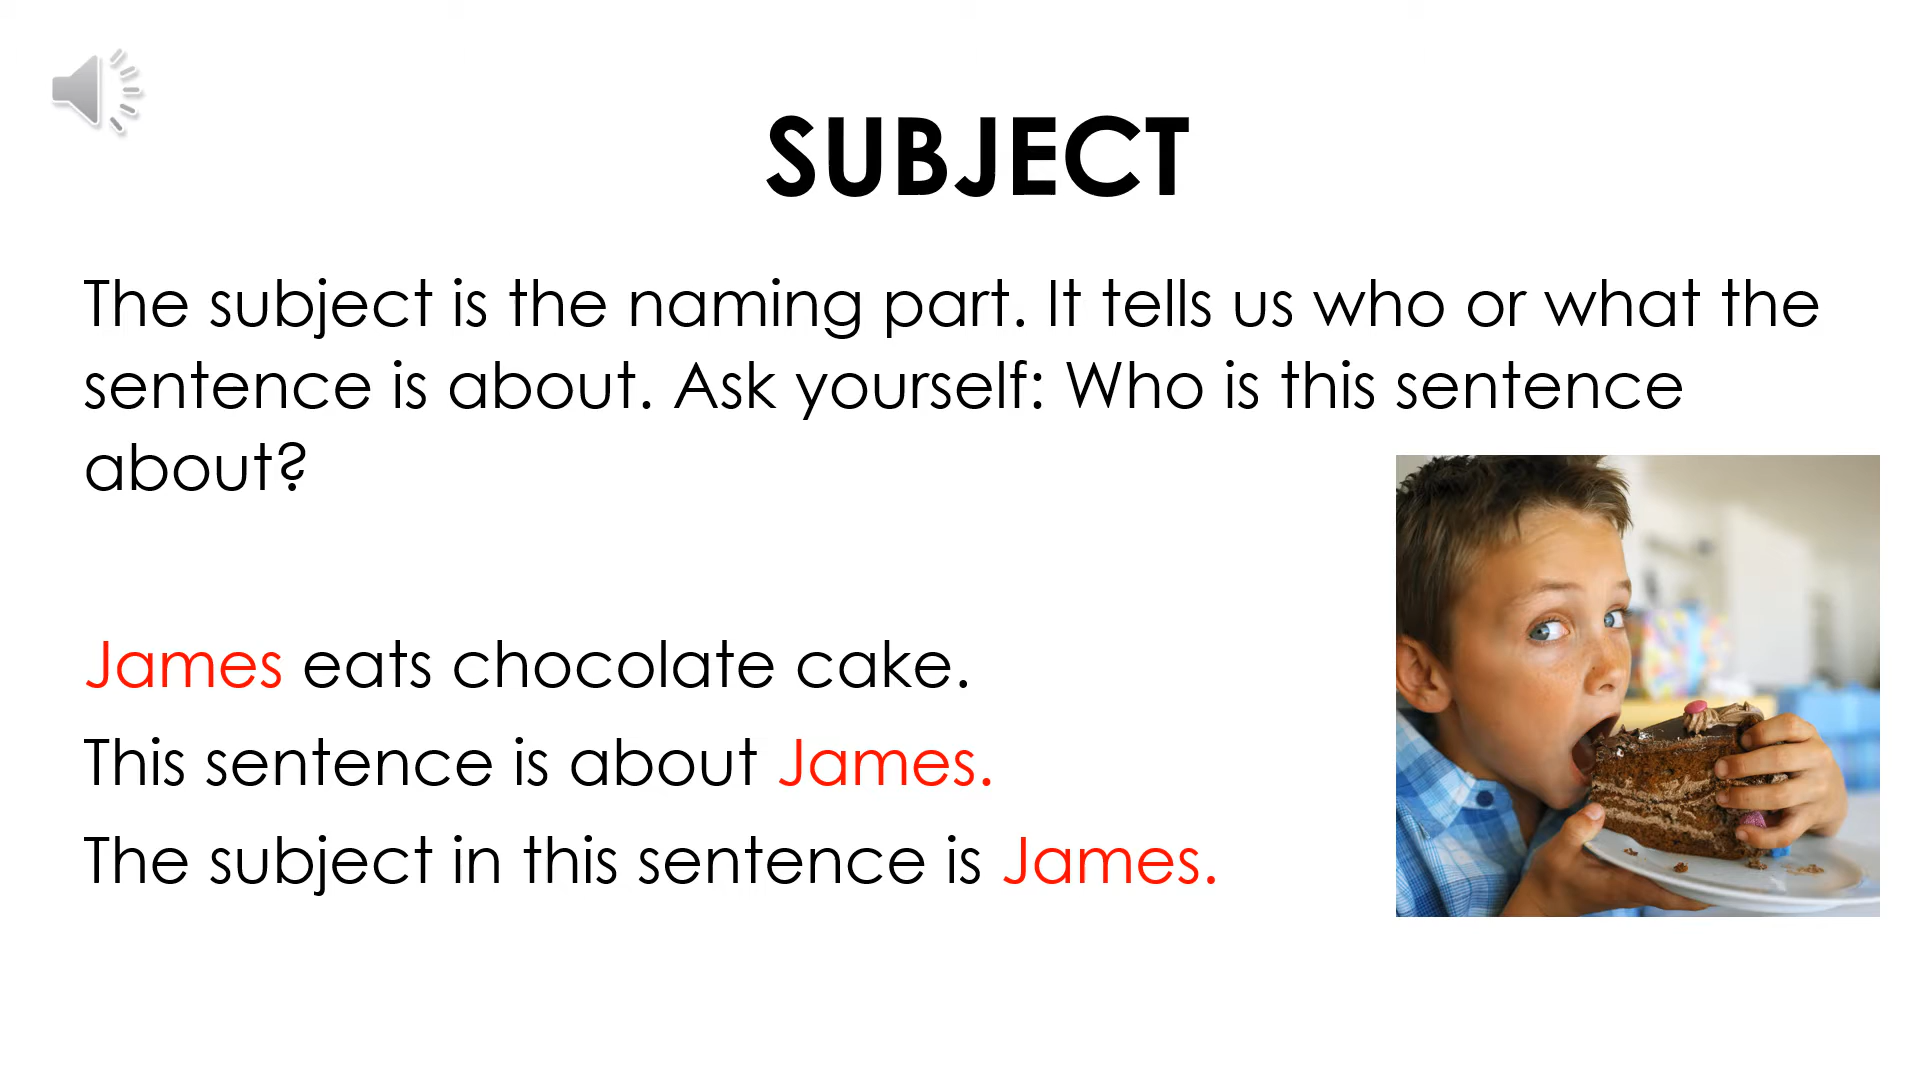 SUBJECT
The subject is the naming part. It tells us who or what the
sentence is about. Ask yourself: Who is this sentence
about?
James eats chocolate cake.
This sentence is about James.
The subject in this sentence is James.